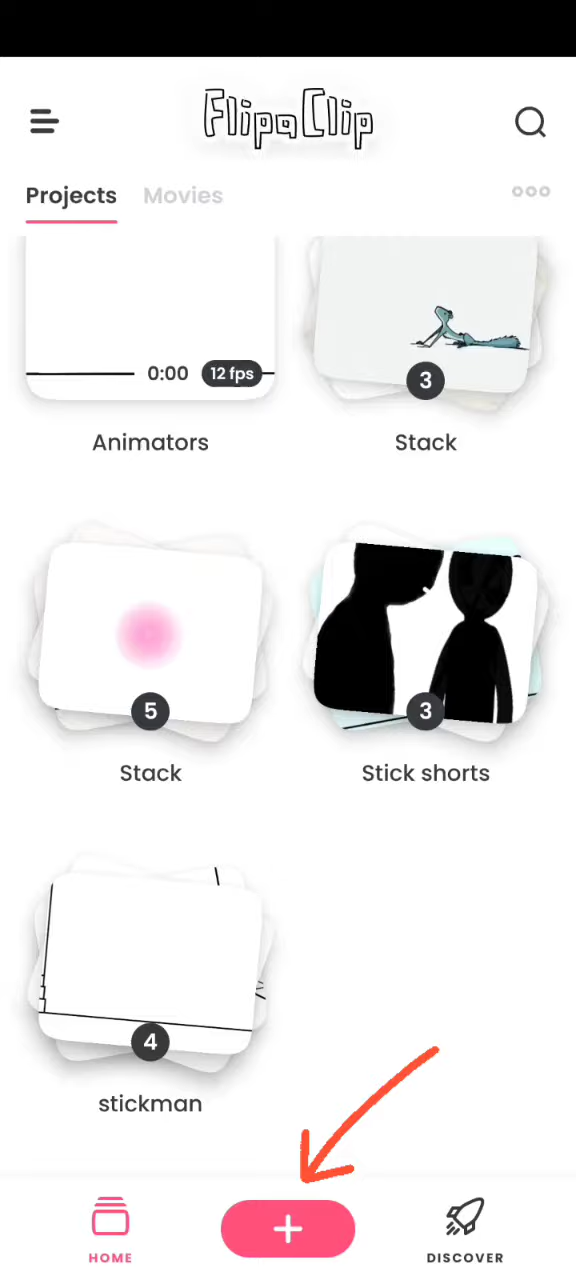 FlipaClip
Projects Movies
0:00 12 fps
3
Animators
Stack
5
3
Stack
Stick shorts
4
stickman
HOME
DISCOVER